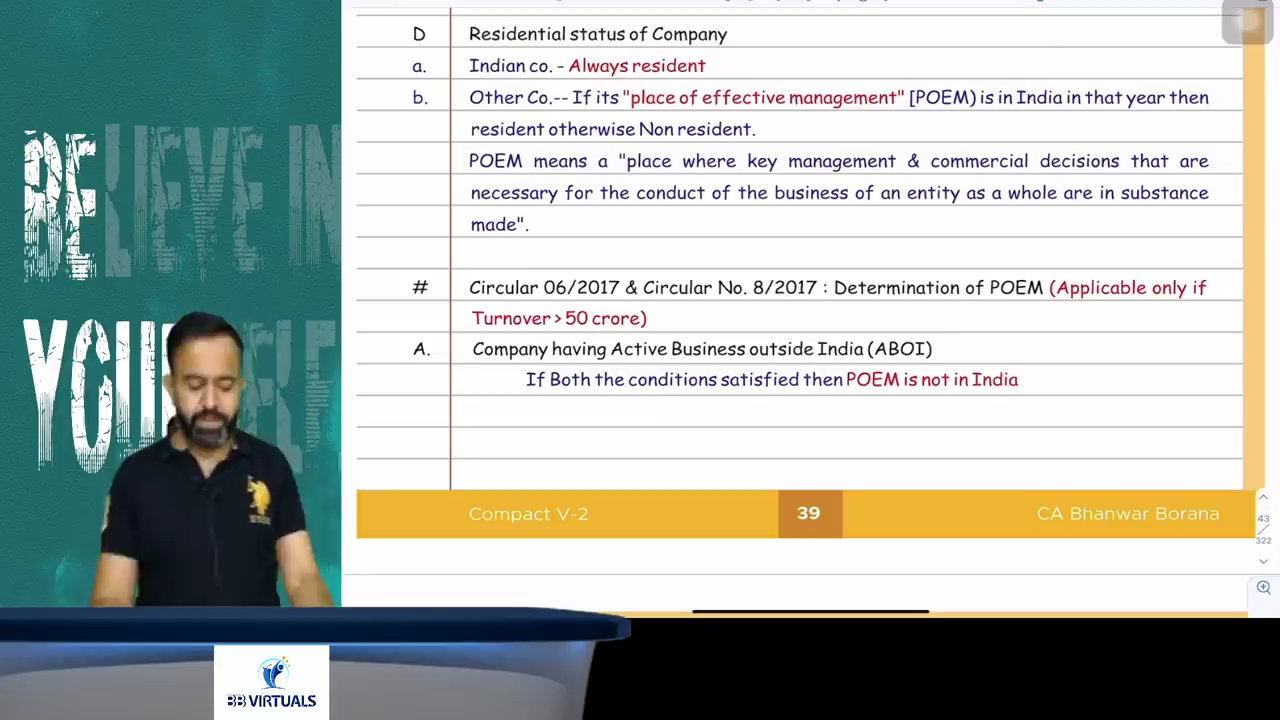 BELIEVE IN
YOURSELF
D Residential status of Company
a. Indian co. - Always resident
b. Other Co.-- If its "place of effective management" [POEM) is in India in that year then
resident otherwise Non resident.
POEM means a "place where key management & commercial decisions that are
necessary for the conduct of the business of an entity as a whole are in substance
made".
# Circular 06/2017 & Circular No. 8/2017 : Determination of POEM (Applicable only if
Turnover > 50 crore)
A. Company having Active Business outside India (ABOI)
If Both the conditions satisfied then POEM is not in India
Compact V-2 39 CA Bhanwar Borana
43
322
BB VIRTUALS